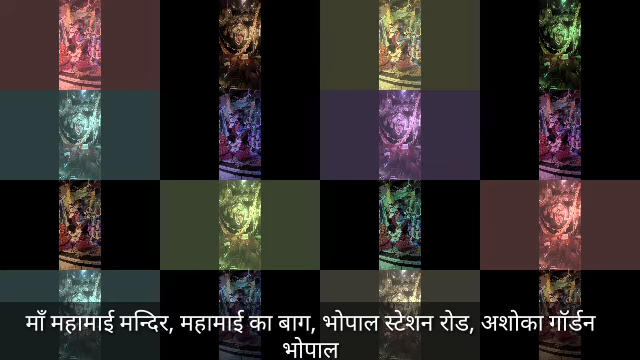 माँ महामाई मन्दिर, महामाई का बाग, भोपाल स्टेशन रोड, अशोका गॉर्डन
भोपाल